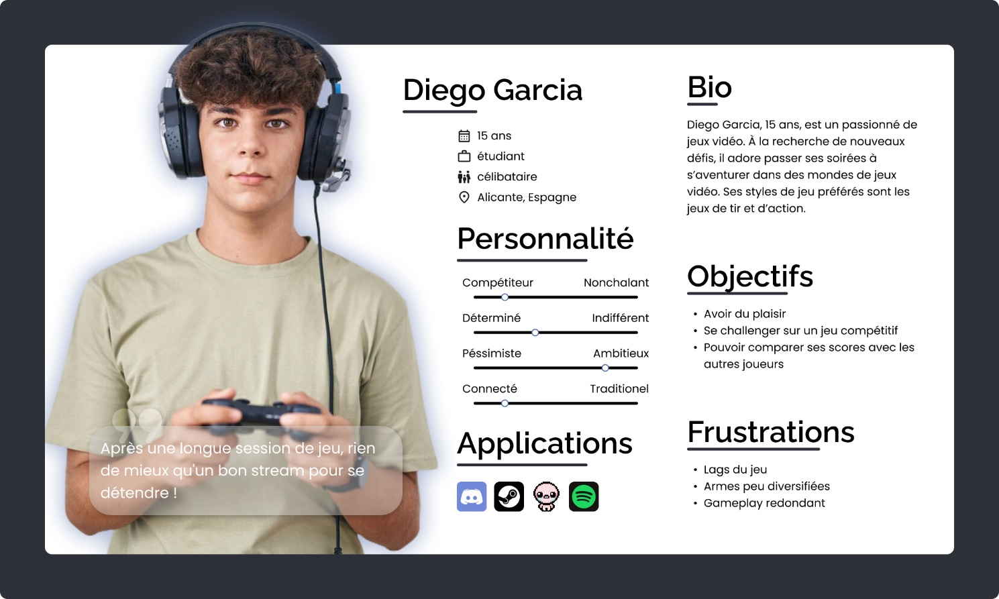 Diego Garcia
15 ans
étudiant
célibataire
Alicante, Espagne
Personnalité
Compétiteur Nonchalant
Déterminé Indifférent
Péssimiste Ambitieux
Connecté Traditionel
Applications
Après une longue session de jeu, rien
de mieux qu'un bon stream pour se
détendre !
Bio
Diego Garcia, 15 ans, est un passionné de
jeux vidéo. À la recherche de nouveaux
défis, il adore passer ses soirées à
s’aventurer dans des mondes de jeux
vidéo. Ses styles de jeu préférés sont les
jeux de tir et d’action.
Objectifs
• Avoir du plaisir
• Se challenger sur un jeu compétitif
• Pouvoir comparer ses scores avec les
autres joueurs
Frustrations
• Lags du jeu
• Armes peu diversifiées
• Gameplay redondant